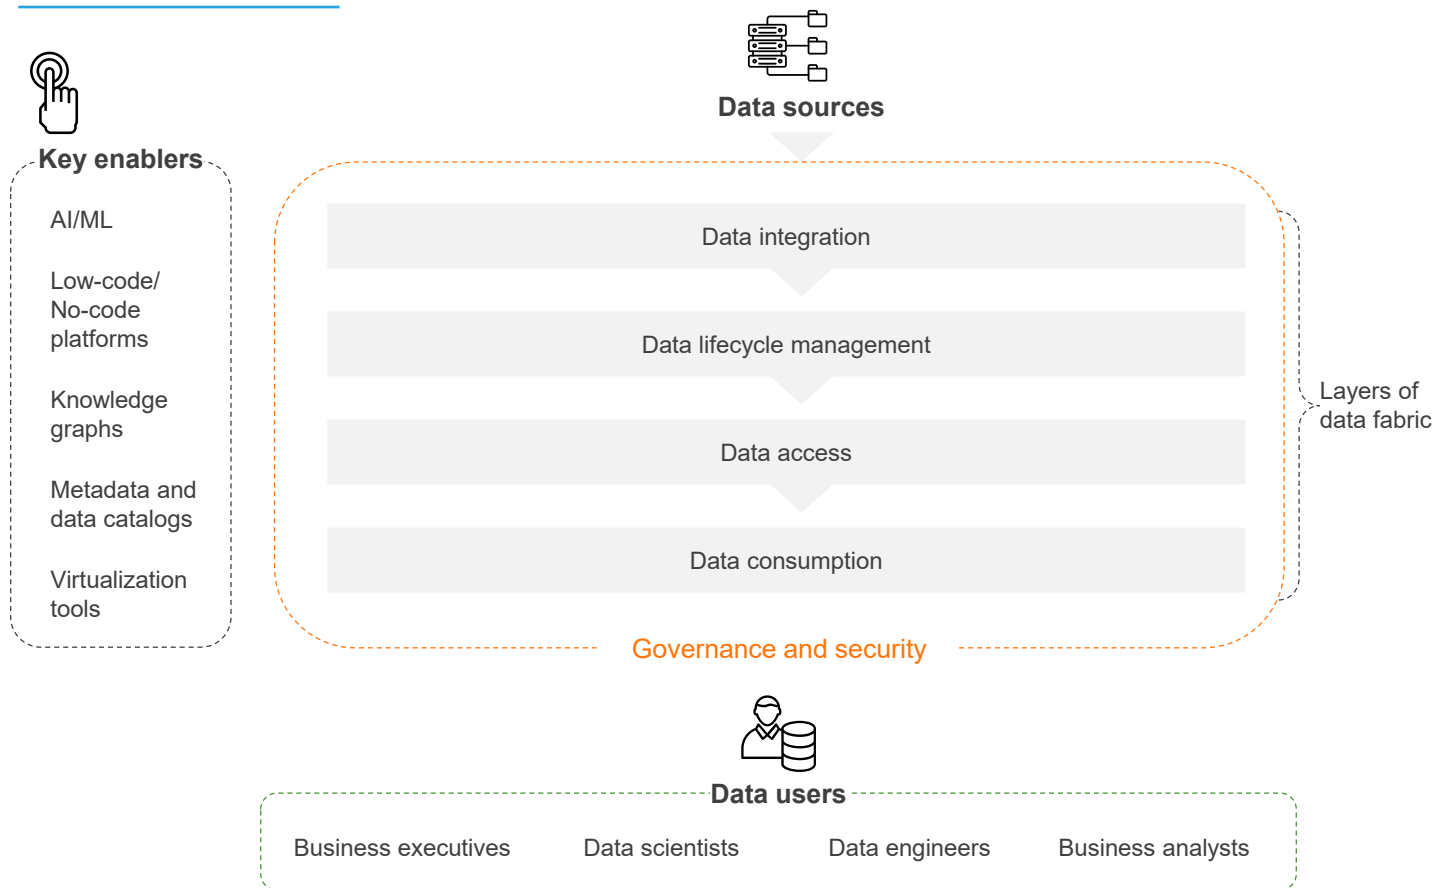 Data sources
Key enablers
AI/ML
Low-code/
No-code
platforms
Knowledge
graphs
Metadata and
data catalogs
Virtualization
tools
Data integration
Data lifecycle management
Data access
Data consumption
Layers of
data fabric
Governance and security
Data users
Business executives
Data scientists
Data engineers
Business analysts